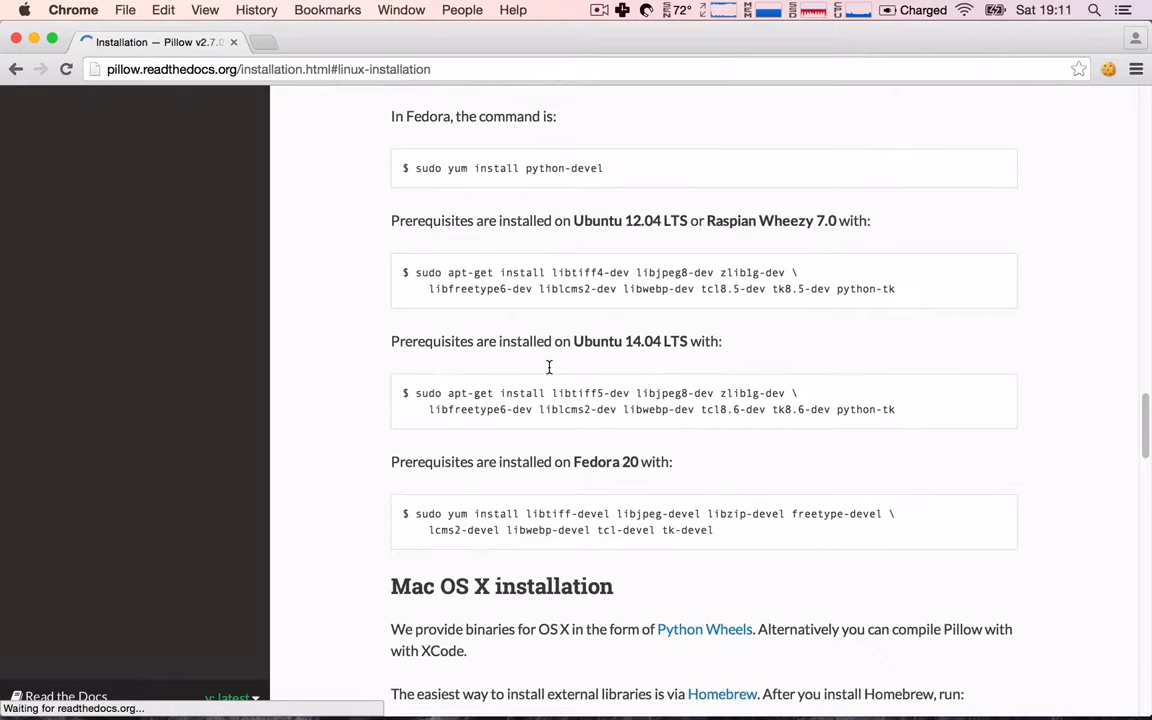 Chrome File Edit View History Bookmarks Window People Help 72° Charged Sat 19:11
Installation — Pillow v2.7.0
pillow.readthedocs.org/installation.html#linux-installation
In Fedora, the command is:
$ sudo yum install python-devel
Prerequisites are installed on Ubuntu 12.04 LTS or Raspian Wheezy 7.0 with:
$ sudo apt-get install libtiff4-dev libjpeg8-dev zlib1g-dev \
libfreetype6-dev liblcms2-dev libwebp-dev tcl8.5-dev tk8.5-dev python-tk
Prerequisites are installed on Ubuntu 14.04 LTS with:
$ sudo apt-get install libtiff5-dev libjpeg8-dev zlib1g-dev \
libfreetype6-dev liblcms2-dev libwebp-dev tcl8.6-dev tk8.6-dev python-tk
Prerequisites are installed on Fedora 20 with:
$ sudo yum install libtiff-devel libjpeg-devel libzip-devel freetype-devel \
lcms2-devel libwebp-devel tcl-devel tk-devel
Mac OS X installation
We provide binaries for OS X in the form of Python Wheels. Alternatively you can compile Pillow with
with XCode.
The easiest way to install external libraries is via Homebrew. After you install Homebrew, run:
Read the Docs v: latest
Waiting for readthedocs.org...